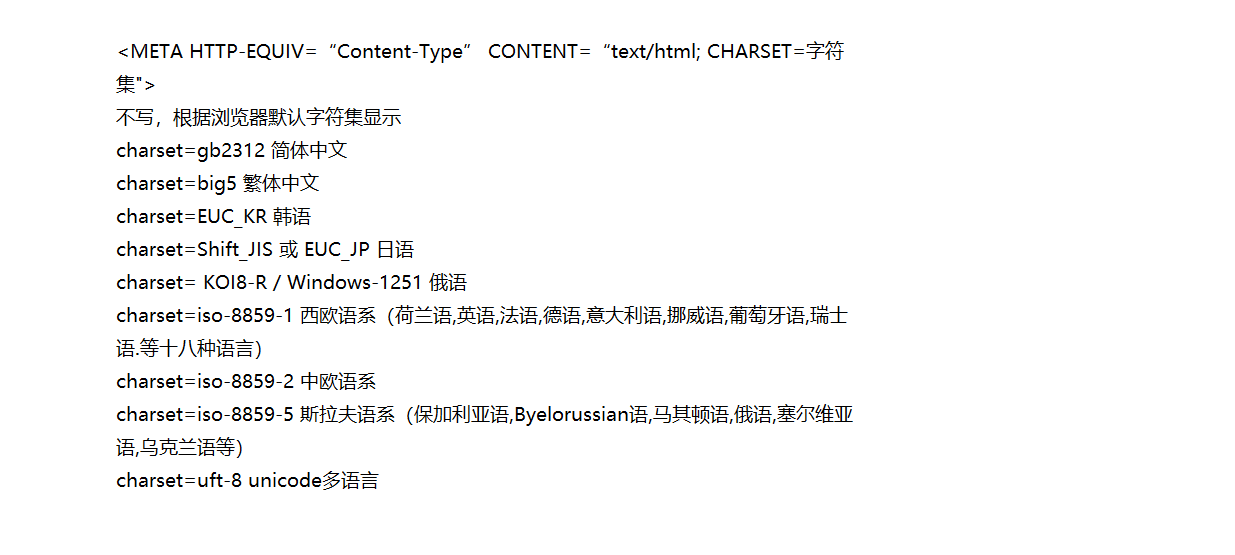 <META HTTP-EQUIV=“Content-Type” CONTENT=“text/html; CHARSET=字符
集">
不写，根据浏览器默认字符集显示
charset=gb2312 简体中文
charset=big5 繁体中文
charset=EUC_KR 韩语
charset=Shift_JIS 或 EUC_JP 日语
charset= KOI8-R / Windows-1251 俄语
charset=iso-8859-1 西欧语系（荷兰语,英语,法语,德语,意大利语,挪威语,葡萄牙语,瑞士
语.等十八种语言）
charset=iso-8859-2 中欧语系
charset=iso-8859-5 斯拉夫语系（保加利亚语,Byelorussian语,马其顿语,俄语,塞尔维亚
语,乌克兰语等）
charset=uft-8 unicode多语言